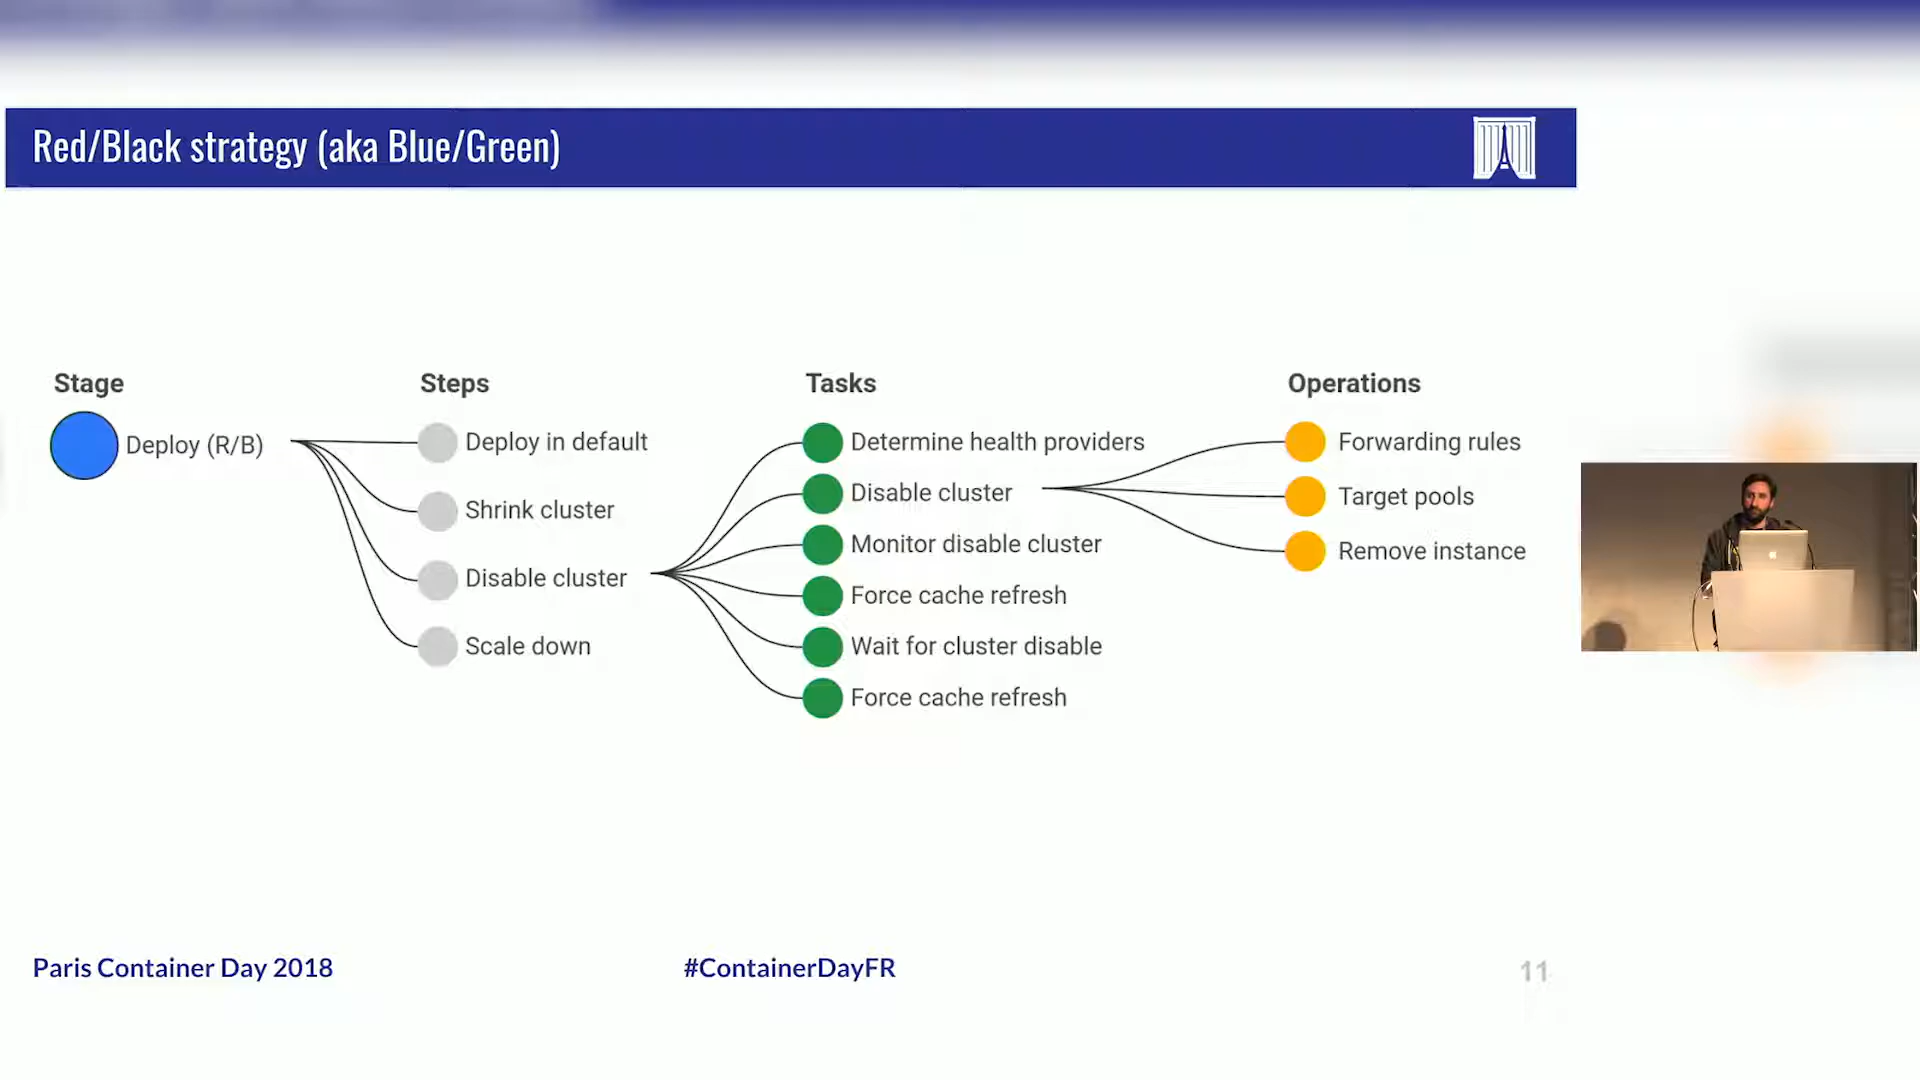 Red/Black strategy (aka Blue/Green)
Stage
Deploy (R/B)
Steps
Deploy in default
Shrink cluster
Disable cluster
Scale down
Tasks
Determine health providers
Disable cluster
Monitor disable cluster
Force cache refresh
Wait for cluster disable
Force cache refresh
Operations
Forwarding rules
Target pools
Remove instance
Paris Container Day 2018
#ContainerDayFR
11